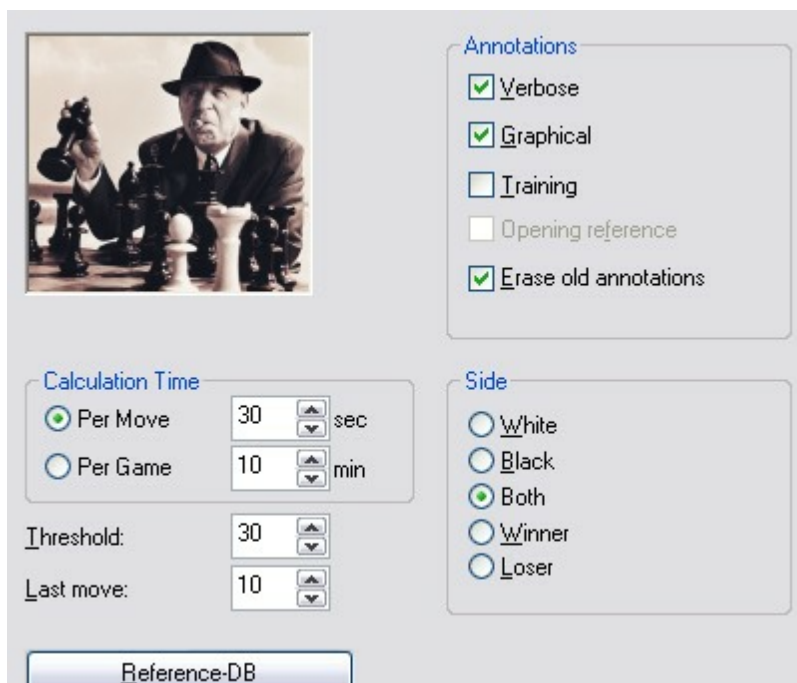 Annotations
Verbose
Graphical
Training
Opening reference
Erase old annotations
Calculation Time
Per Move 30 sec
Per Game 10 min
Threshold: 30
Last move: 10
Side
White
Black
Both
Winner
Loser
Reference-DB